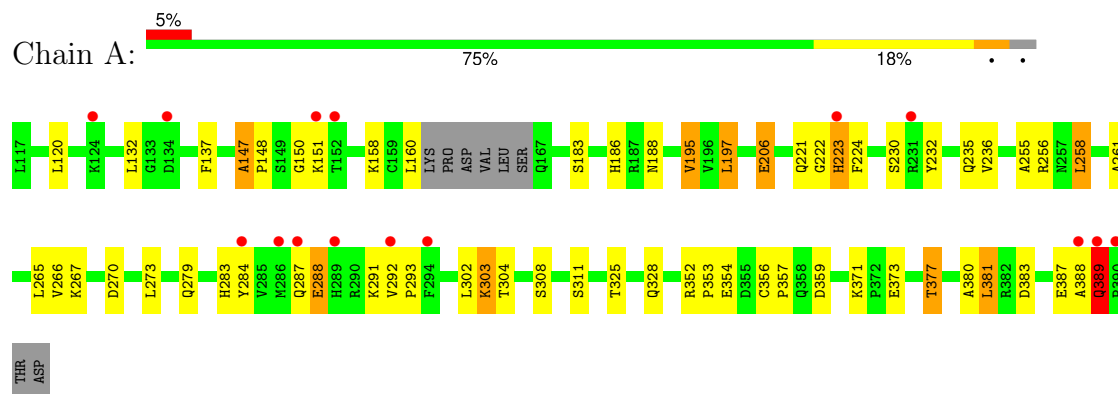 5%
Chain A:
75% 18% • •
L117 L120 K124 L132 G133 D134 F137 A147 P148 S149 G150 K151 T152 K158 C159 L160 LYS PRO ASP VAL LEU SER Q167 S183 H186 R187 N188 V195 V196 L197 E206 Q221 G222 H223 F224 S230 R231 Y232 Q235 V236 A255 R256 N257 L258 A261
L265 V266 K267 D270 L273 Q279 H283 Y284 V285 M286 Q287 E288 H289 R290 K291 V292 P293 F294 L302 K303 T304 S308 S311 T325 Q328 R352 P353 E354 D355 C356 P357 Q358 D359 K371 P372 E373 T377 A380 L381 R382 D383 E387 A388 Q389
THR ASP